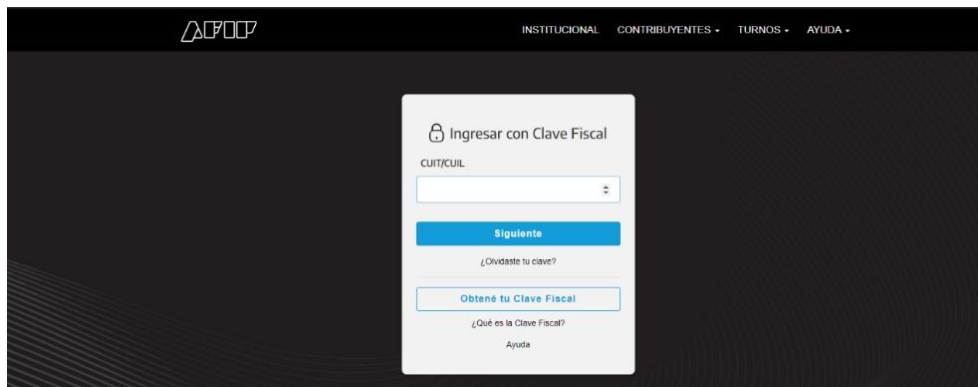 AFIP
INSTITUCIONAL CONTRIBUYENTES TURNOS AYUDA
Ingresar con Clave Fiscal
CUIT/CUIL
Siguiente
¿Olvidaste tu clave?
Obtené tu Clave Fiscal
¿Qué es la Clave Fiscal?
Ayuda